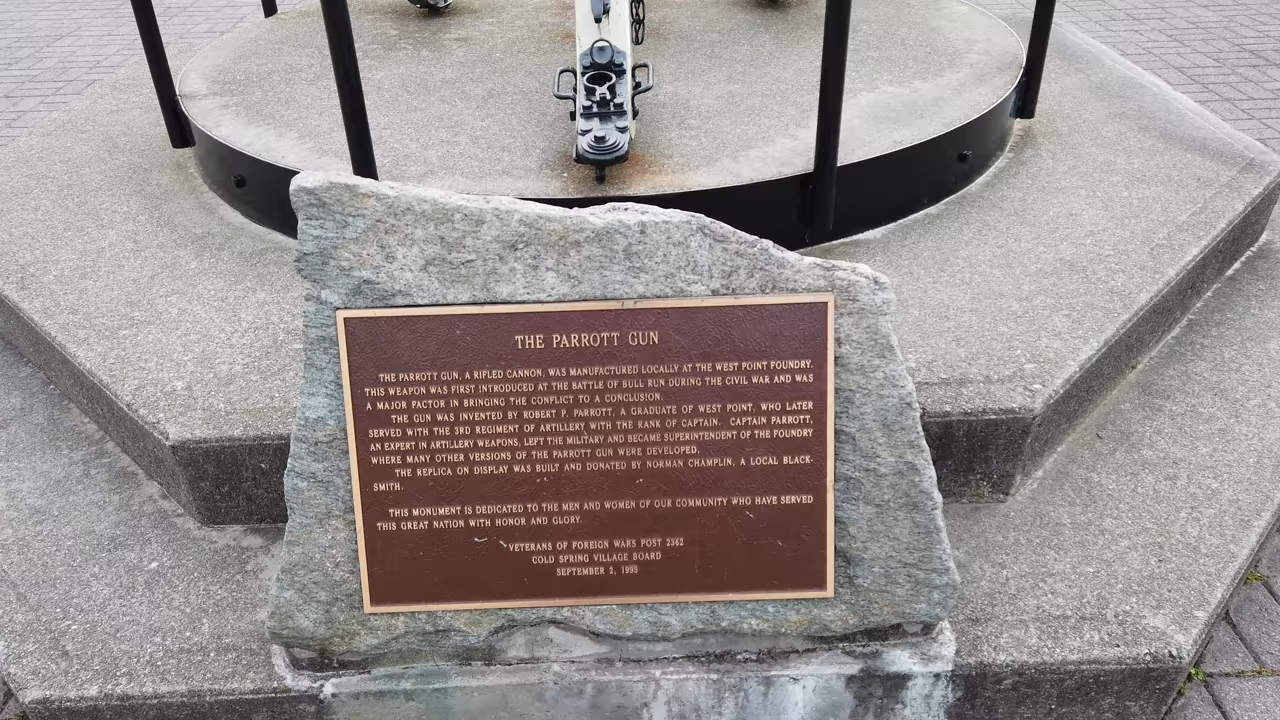 THE PARROTT GUN
THE PARROTT GUN, A RIFLED CANNON, WAS MANUFACTURED LOCALLY AT THE WEST POINT FOUNDRY.
THIS WEAPON WAS FIRST INTRODUCED AT THE BATTLE OF BULL RUN DURING THE CIVIL WAR AND WAS
A MAJOR FACTOR IN BRINGING THE CONFLICT TO A CONCLUSION.
THE GUN WAS INVENTED BY ROBERT P. PARROTT, A GRADUATE OF WEST POINT, WHO LATER
SERVED WITH THE 3RD REGIMENT OF ARTILLERY WITH THE RANK OF CAPTAIN. CAPTAIN PARROTT,
AN EXPERT IN ARTILLERY WEAPONS, LEFT THE MILITARY AND BECAME SUPERINTENDENT OF THE FOUNDRY
WHERE MANY OTHER VERSIONS OF THE PARROTT GUN WERE DEVELOPED.
THE REPLICA ON DISPLAY WAS BUILT AND DONATED BY NORMAN CHAMPLIN, A LOCAL BLACK-
SMITH.
THIS MONUMENT IS DEDICATED TO THE MEN AND WOMEN OF OUR COMMUNITY WHO HAVE SERVED
THIS GREAT NATION WITH HONOR AND GLORY.
VETERANS OF FOREIGN WARS POST 2362
COLD SPRING VILLAGE BOARD
SEPTEMBER 2, 1995